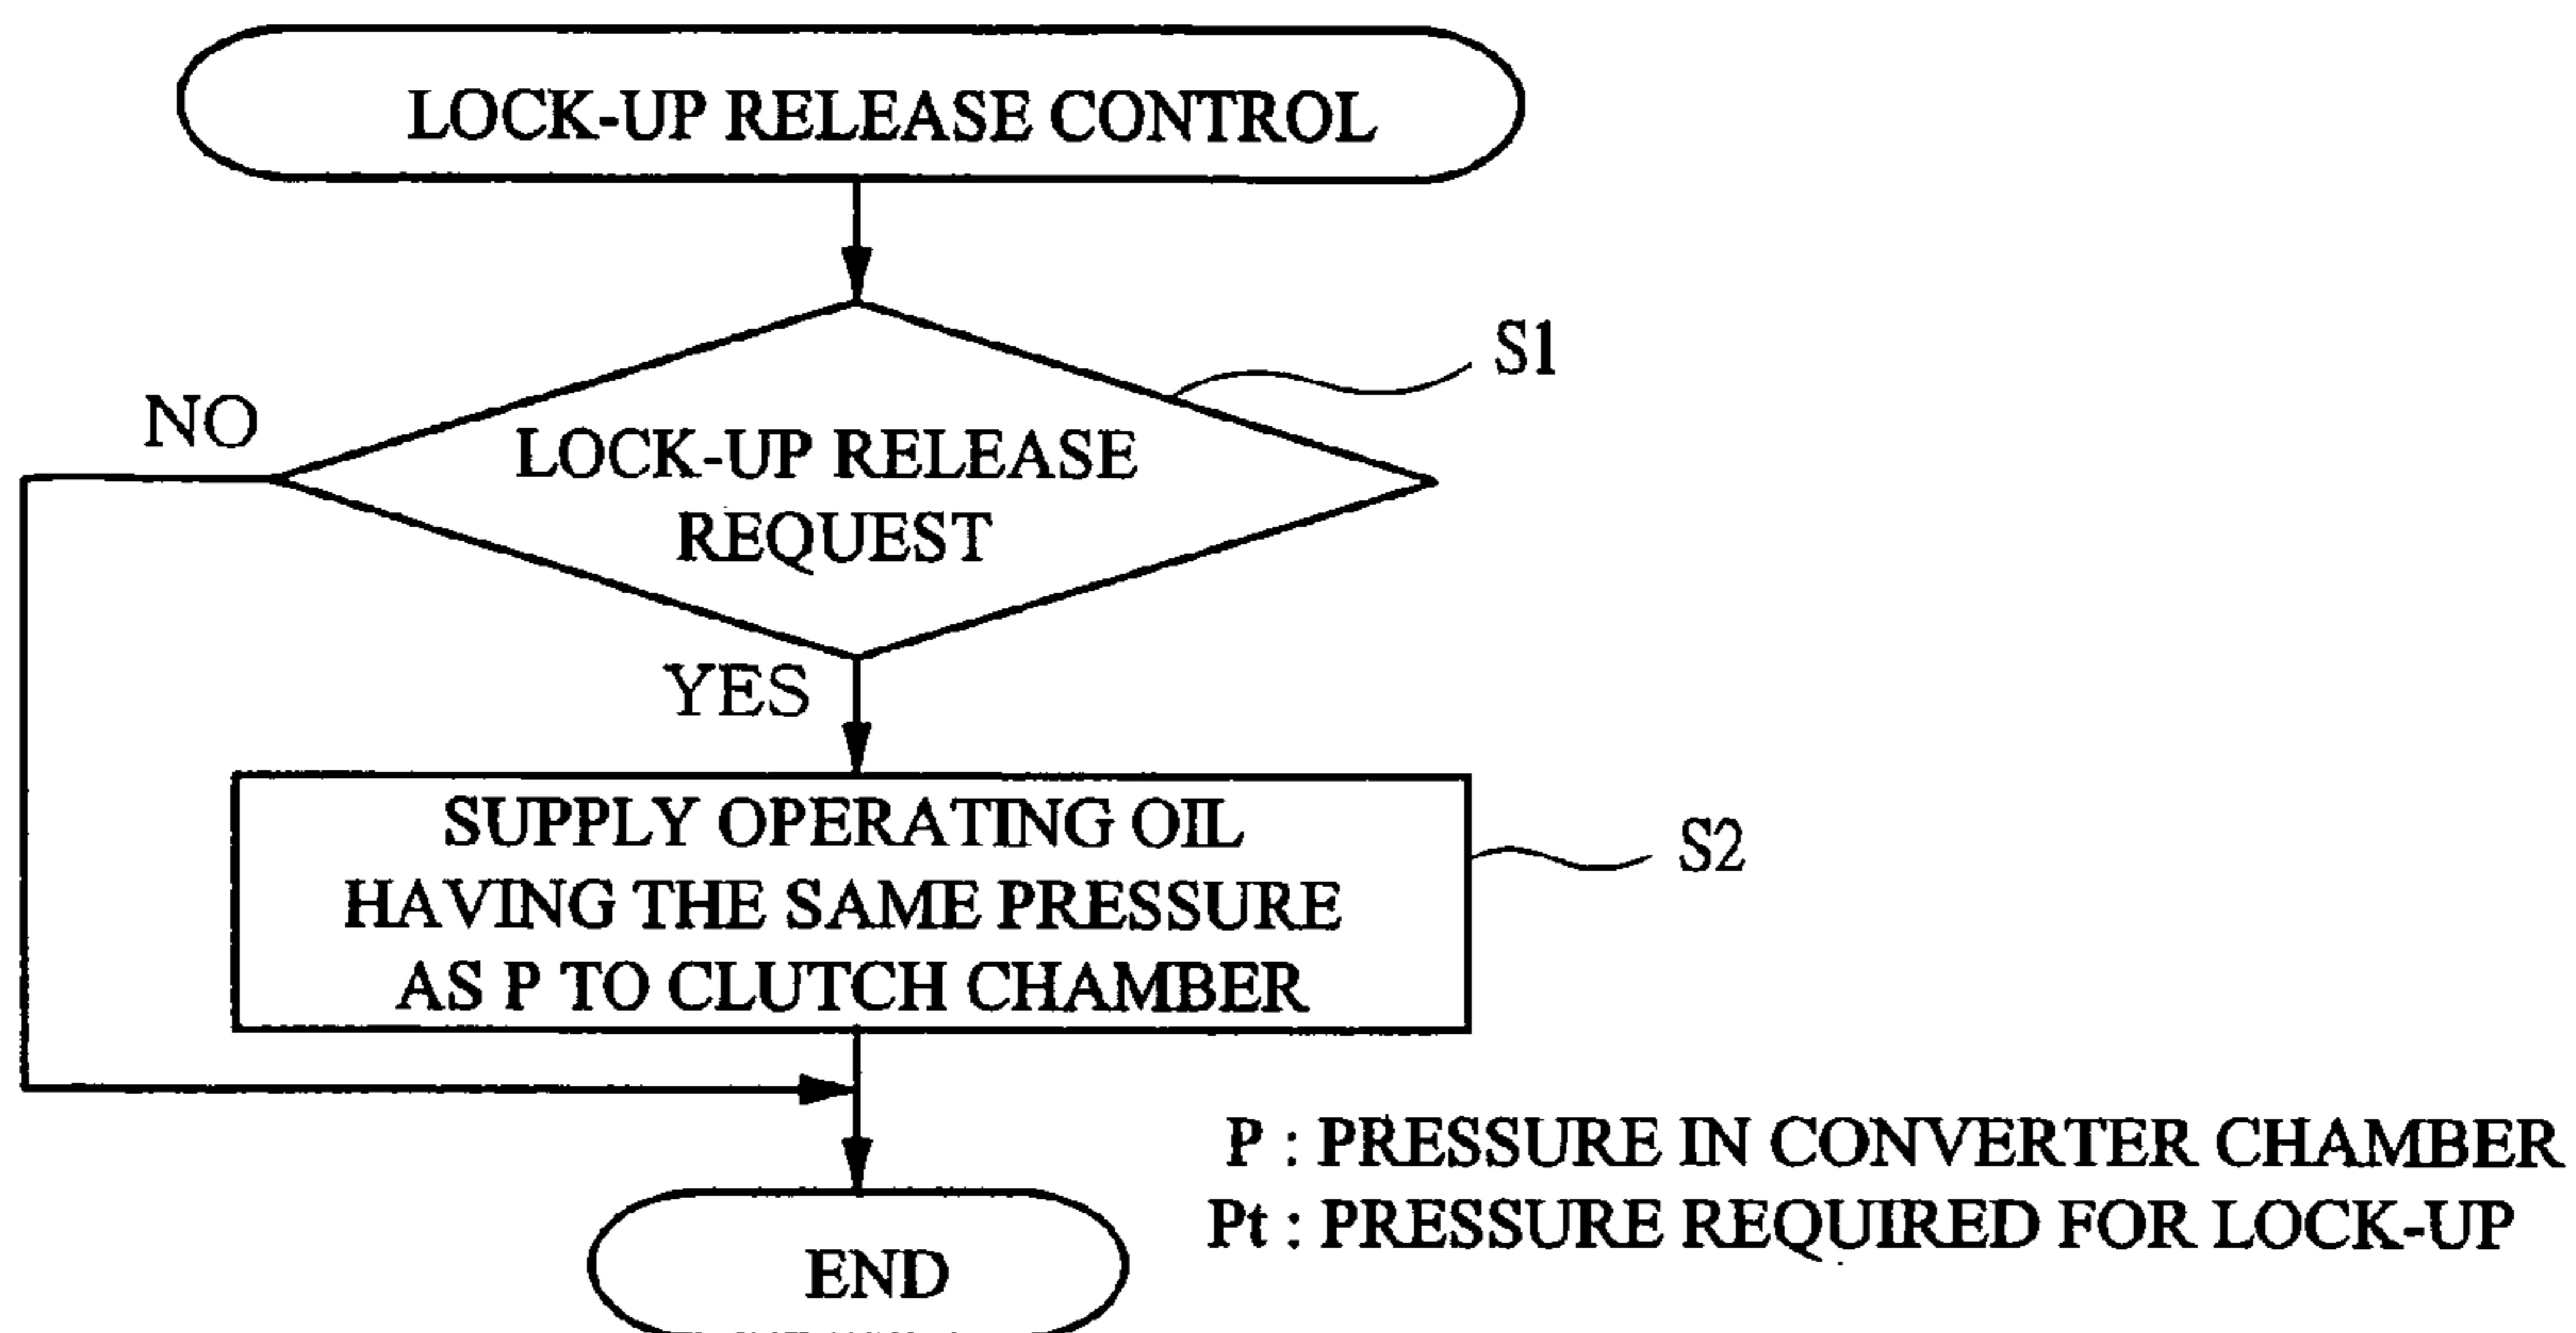 LOCK-UP RELEASE CONTROL
S1
NO
LOCK-UP RELEASE
REQUEST
YES
SUPPLY OPERATING OIL
HAVING THE SAME PRESSURE
AS P TO CLUTCH CHAMBER
S2
P : PRESSURE IN CONVERTER CHAMBER
Pt : PRESSURE REQUIRED FOR LOCK-UP
END